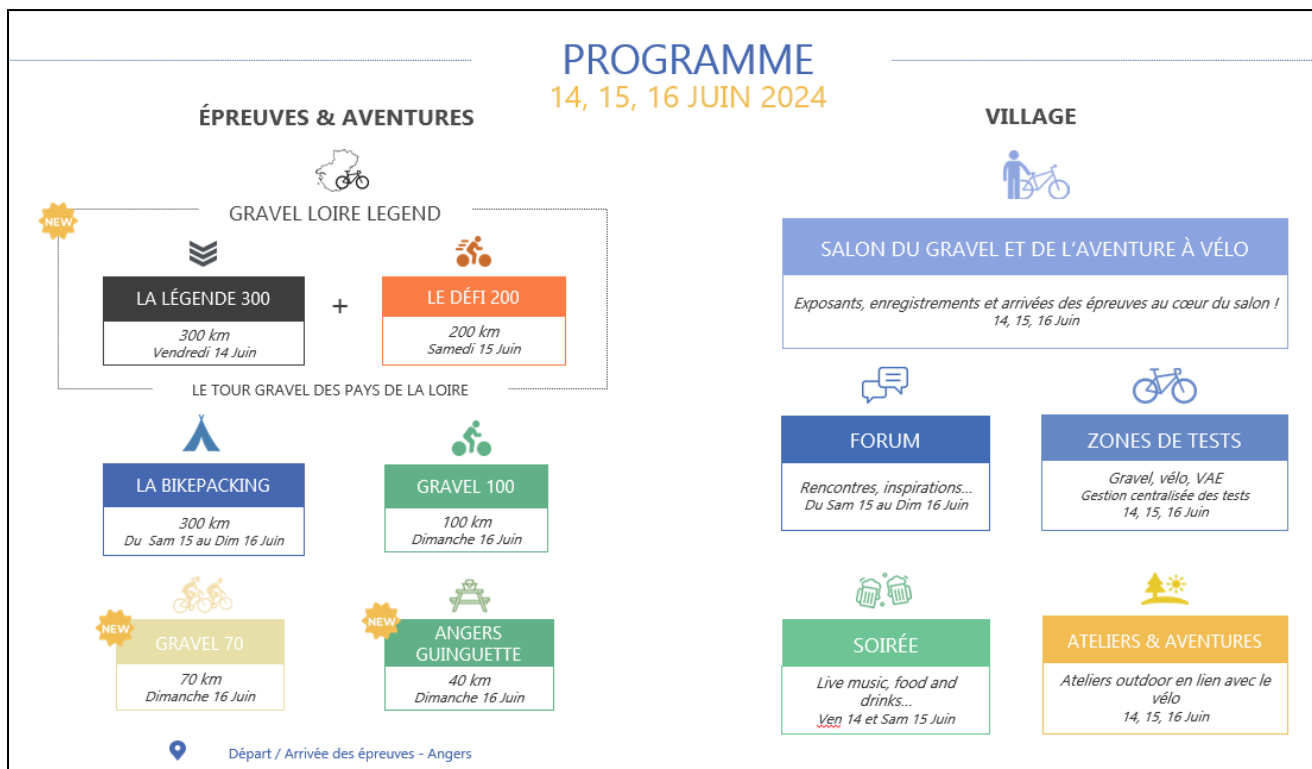 PROGRAMME
14, 15, 16 JUIN 2024
ÉPREUVES & AVENTURES
NEW
GRAVEL LOIRE LEGEND
LA LÉGENDE 300
300 km
Vendredi 14 Juin
+
LE DÉFI 200
200 km
Samedi 15 Juin
LE TOUR GRAVEL DES PAYS DE LA LOIRE
LA BIKEPACKING
300 km
Du Sam 15 au Dim 16 Juin
GRAVEL 100
100 km
Dimanche 16 Juin
NEW
GRAVEL 70
70 km
Dimanche 16 Juin
NEW
ANGERS
GUINGUETTE
40 km
Dimanche 16 Juin
Départ / Arrivée des épreuves - Angers
VILLAGE
SALON DU GRAVEL ET DE L'AVENTURE À VÉLO
Exposants, enregistrements et arrivées des épreuves au cœur du salon !
14, 15, 16 Juin
FORUM
Rencontres, inspirations...
Du Sam 15 au Dim 16 Juin
ZONES DE TESTS
Gravel, vélo, VAE
Gestion centralisée des tests
14, 15, 16 Juin
SOIRÉE
Live music, food and
drinks...
Ven 14 et Sam 15 Juin
ATELIERS & AVENTURES
Ateliers outdoor en lien avec le
vélo
14, 15, 16 Juin